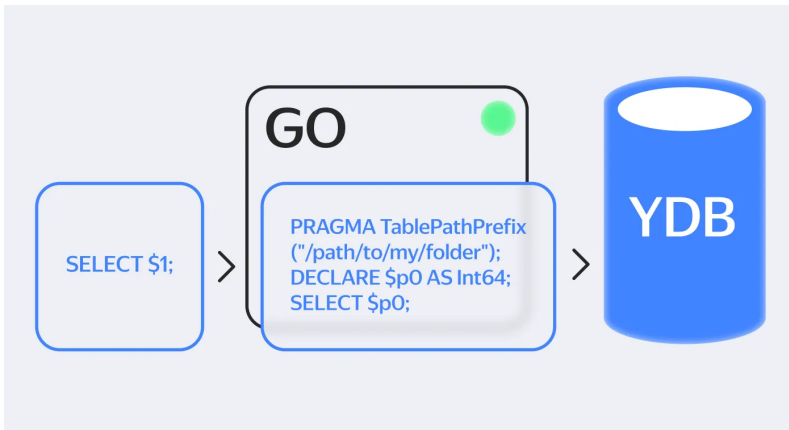 SELECT $1;
GO
PRAGMA TablePathPrefix
("/path/to/my/folder");
DECLARE $p0 AS Int64;
SELECT $p0;
YDB